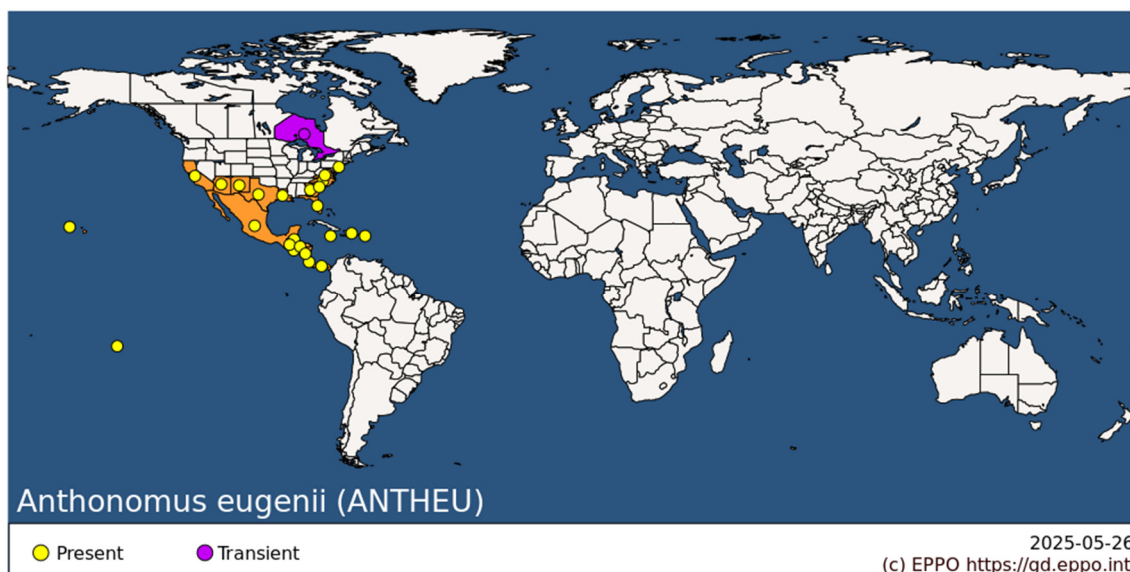 Anthonomus eugenii (ANTHEU)
Present
Transient
2025-05-26
(c) EPPO https://gd.eppo.int